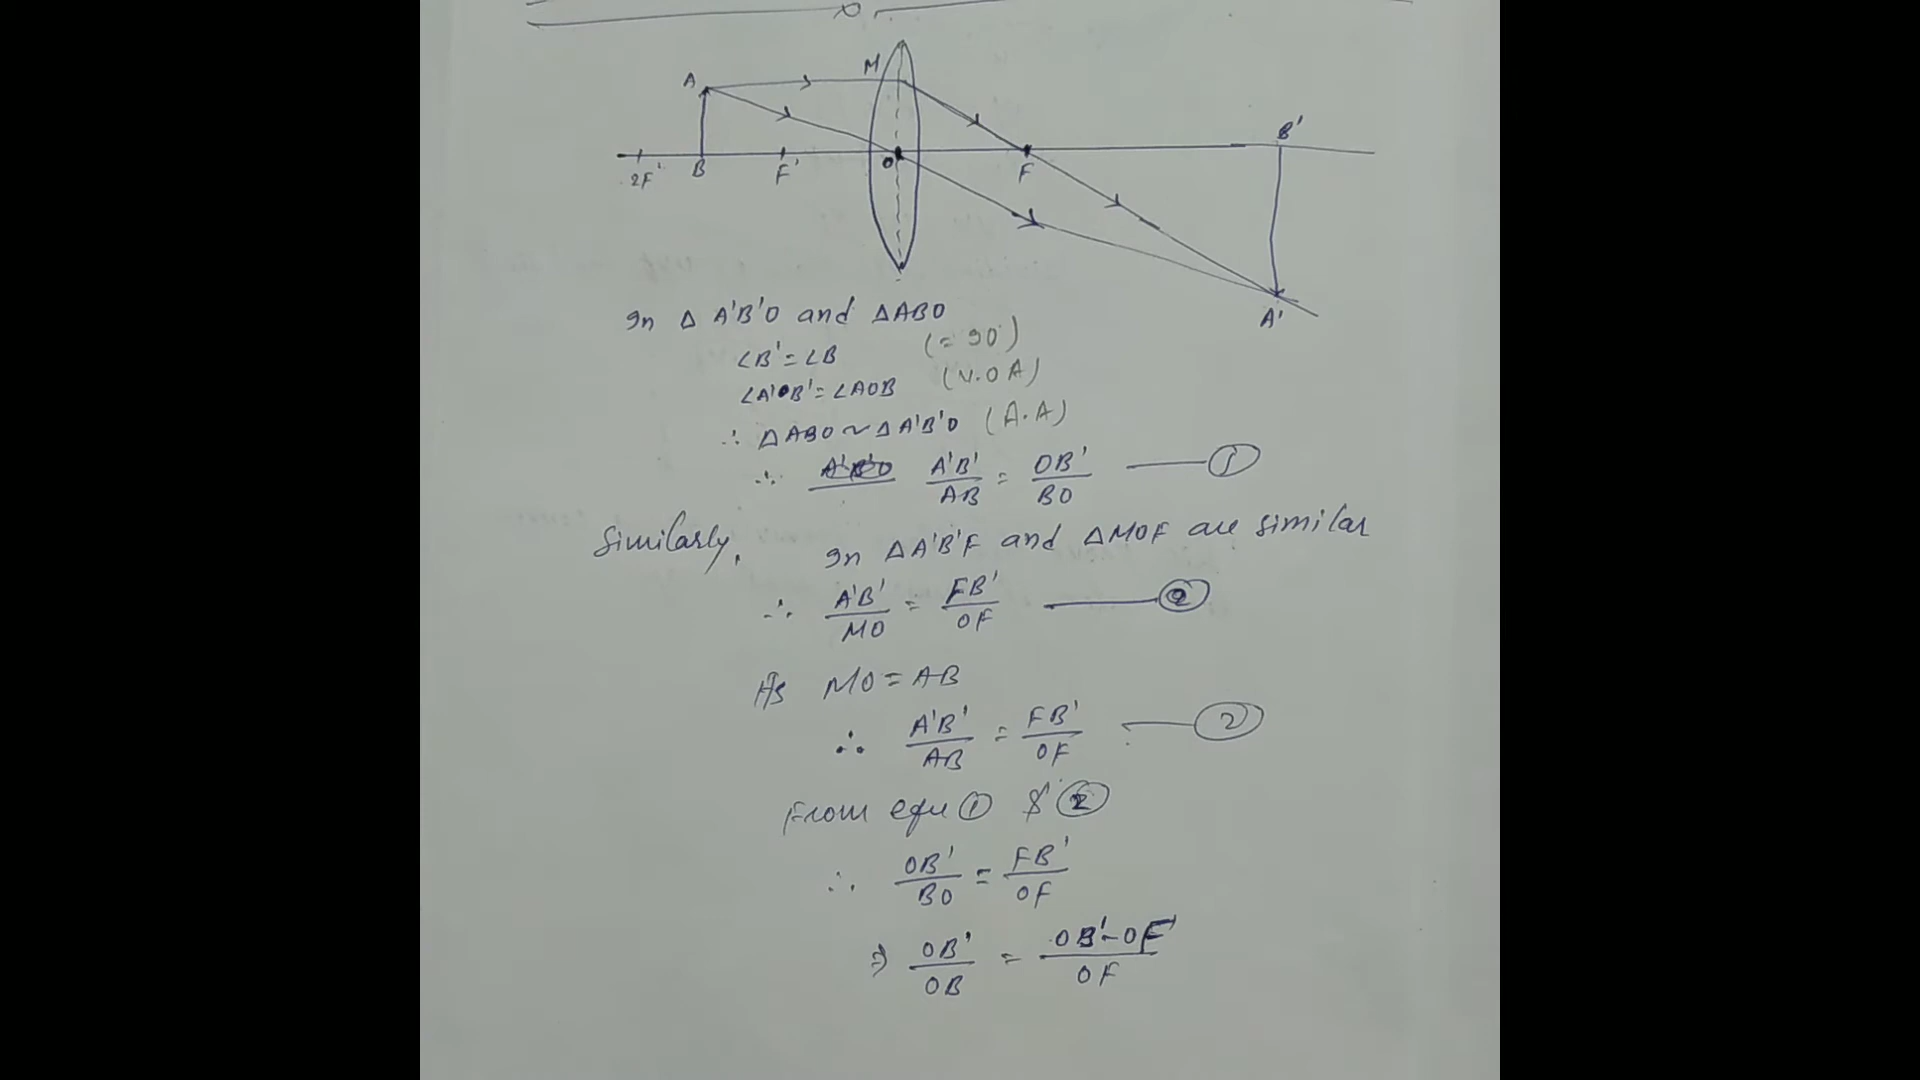 A
M
B'
2F'
B
F'
O
F
A'
In Δ A'B'O and ΔABO
∠B'=∠B (=90)
∠A'OB'=∠AOB (V.O A)
∴ ΔABO~ΔA'B'O (A.A)
∴ A'B'/AB = OB'/BO —— ①
Similarly, In ΔA'B'F and ΔMOF are similar
∴ A'B'/MO = FB'/OF —— ②
As MO=AB
∴ A'B'/AB = FB'/OF —— ②
From equ ① & ②
∴ OB'/BO = FB'/OF
⇒ OB'/OB = OB'-OF/OF